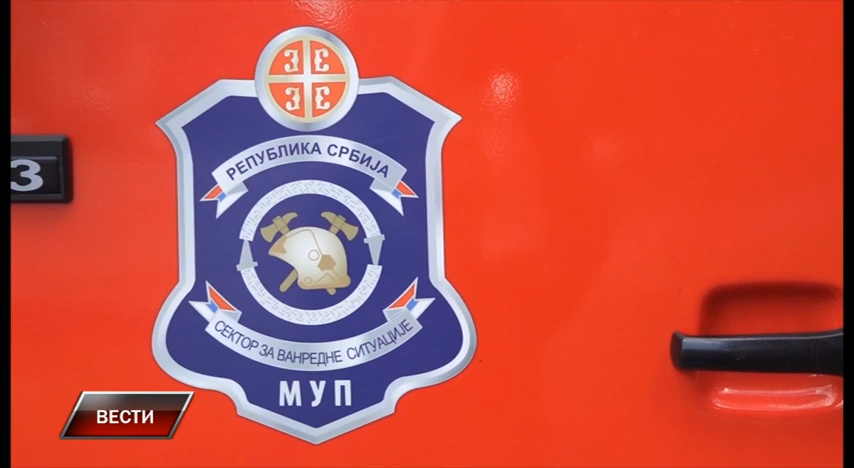 РЕПУБЛИКА СРБИЈА
3
СЕКТОР ЗА ВАНРЕДНЕ СИТУАЦИЈЕ
МУП
ВЕСТИ